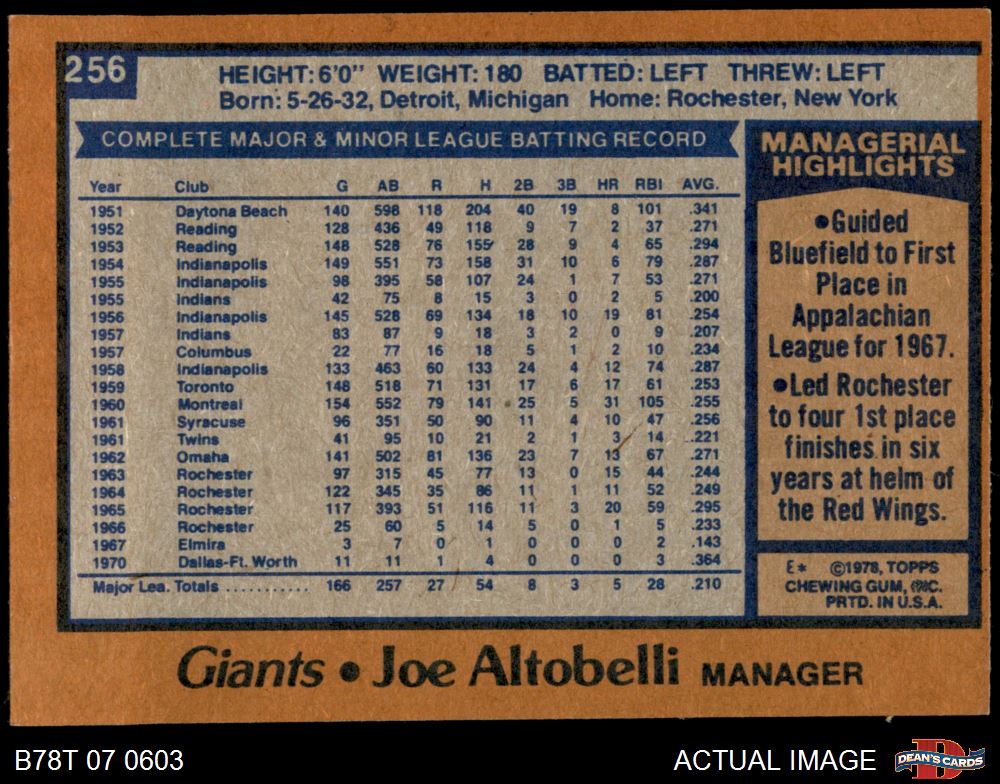 256
HEIGHT: 6'0" WEIGHT: 180 BATTED: LEFT THREW: LEFT
Born: 5-26-32, Detroit, Michigan Home: Rochester, New York
COMPLETE MAJOR & MINOR LEAGUE BATTING RECORD
Year Club G AB R H 2B 3B HR RBI AVG.
1951 Daytona Beach 140 598 118 204 40 19 8 101 .341
1952 Reading 128 436 49 118 9 7 2 37 .271
1953 Reading 148 528 76 155 28 9 4 65 .294
1954 Indianapolis 149 551 73 158 31 10 6 79 .287
1955 Indianapolis 98 395 58 107 24 1 7 53 .271
1955 Indians 42 75 8 15 3 0 2 5 .200
1956 Indianapolis 145 528 69 134 18 10 19 81 .254
1957 Indians 83 87 9 18 3 2 0 9 .207
1957 Columbus 22 77 16 18 5 1 2 10 .234
1958 Indianapolis 133 463 60 133 24 4 12 74 .287
1959 Toronto 148 518 71 131 17 6 17 61 .253
1960 Montreal 154 552 79 141 25 5 31 105 .255
1961 Syracuse 96 351 50 90 11 4 10 47 .256
1961 Twins 41 95 10 21 2 1 3 14 .221
1962 Omaha 141 502 81 136 23 7 13 67 .271
1963 Rochester 97 315 45 77 13 0 15 44 .244
1964 Rochester 122 345 35 86 11 1 11 52 .249
1965 Rochester 117 393 51 116 11 3 20 59 .295
1966 Rochester 25 60 5 14 5 0 1 5 .233
1967 Elmira 3 7 0 1 0 0 0 2 .143
1970 Dallas-Ft. Worth 11 11 1 4 0 0 0 3 .364
Major Lea. Totals ........... 166 257 27 54 8 3 5 28 .210
MANAGERIAL
HIGHLIGHTS
●Guided
Bluefield to First
Place in
Appalachian
League for 1967.
●Led Rochester
to four 1st place
finishes in six
years at helm of
the Red Wings.
E* ©1978, TOPPS
CHEWING GUM, INC.
PRTD. IN U.S.A.
Giants ● Joe Altobelli MANAGER
B78T 07 0603
ACTUAL IMAGE
DEAN'S CARDS